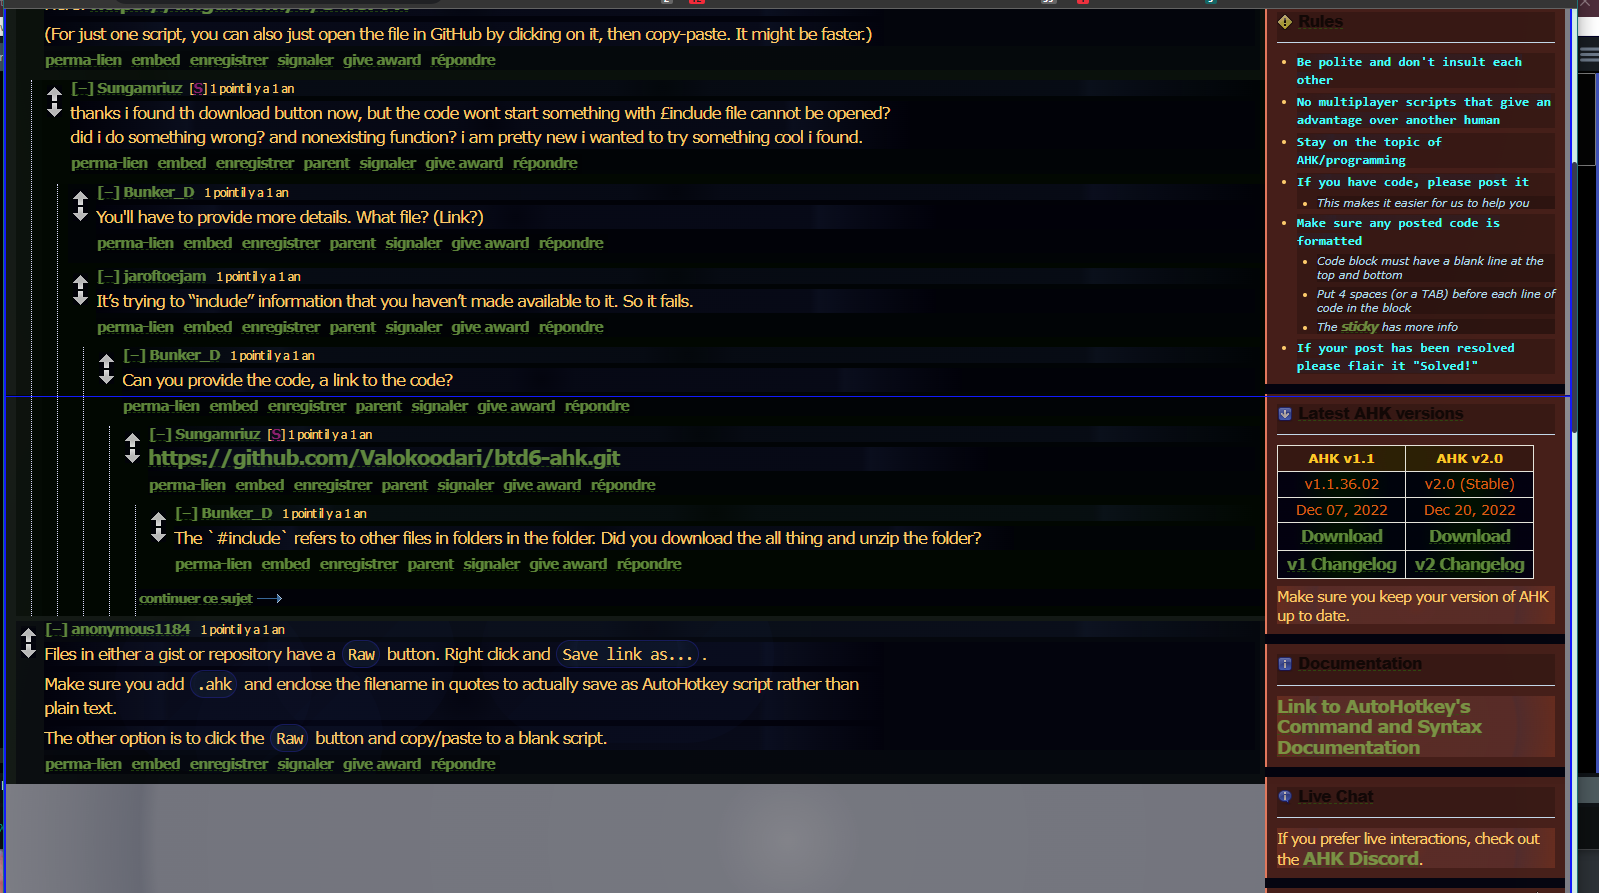 (For just one script, you can also just open the file in GitHub by clicking on it, then copy-paste. It might be faster.)
perma-lien embed enregistrer signaler give award répondre
[–] Sungamriuz [S] 1 point il y a 1 an
thanks i found th download button now, but the code wont start something with £include file cannot be opened?
did i do something wrong? and nonexisting function? i am pretty new i wanted to try something cool i found.
perma-lien embed enregistrer parent signaler give award répondre
[–] Bunker_D 1 point il y a 1 an
You'll have to provide more details. What file? (Link?)
perma-lien embed enregistrer parent signaler give award répondre
[–] jaroftoejam 1 point il y a 1 an
It’s trying to “include” information that you haven’t made available to it. So it fails.
perma-lien embed enregistrer parent signaler give award répondre
[–] Bunker_D 1 point il y a 1 an
Can you provide the code, a link to the code?
perma-lien embed enregistrer parent signaler give award répondre
[–] Sungamriuz [S] 1 point il y a 1 an
https://github.com/Valokoodari/btd6-ahk.git
perma-lien embed enregistrer parent signaler give award répondre
[–] Bunker_D 1 point il y a 1 an
The `#include` refers to other files in folders in the folder. Did you download the all thing and unzip the folder?
perma-lien embed enregistrer parent signaler give award répondre
continuer ce sujet
[–] anonymous1184 1 point il y a 1 an
Files in either a gist or repository have a Raw button. Right click and Save link as... .
Make sure you add .ahk and enclose the filename in quotes to actually save as AutoHotkey script rather than
plain text.
The other option is to click the Raw button and copy/paste to a blank script.
perma-lien embed enregistrer signaler give award répondre
Rules
Be polite and don't insult each
other
No multiplayer scripts that give an
advantage over another human
Stay on the topic of
AHK/programming
If you have code, please post it
This makes it easier for us to help you
Make sure any posted code is
formatted
Code block must have a blank line at the
top and bottom
Put 4 spaces (or a TAB) before each line of
code in the block
The sticky has more info
If your post has been resolved
please flair it "Solved!"
Latest AHK versions
AHK v1.1 AHK v2.0
v1.1.36.02 v2.0 (Stable)
Dec 07, 2022 Dec 20, 2022
Download Download
v1 Changelog v2 Changelog
Make sure you keep your version of AHK
up to date.
Documentation
Link to AutoHotkey's
Command and Syntax
Documentation
Live Chat
If you prefer live interactions, check out
the AHK Discord.